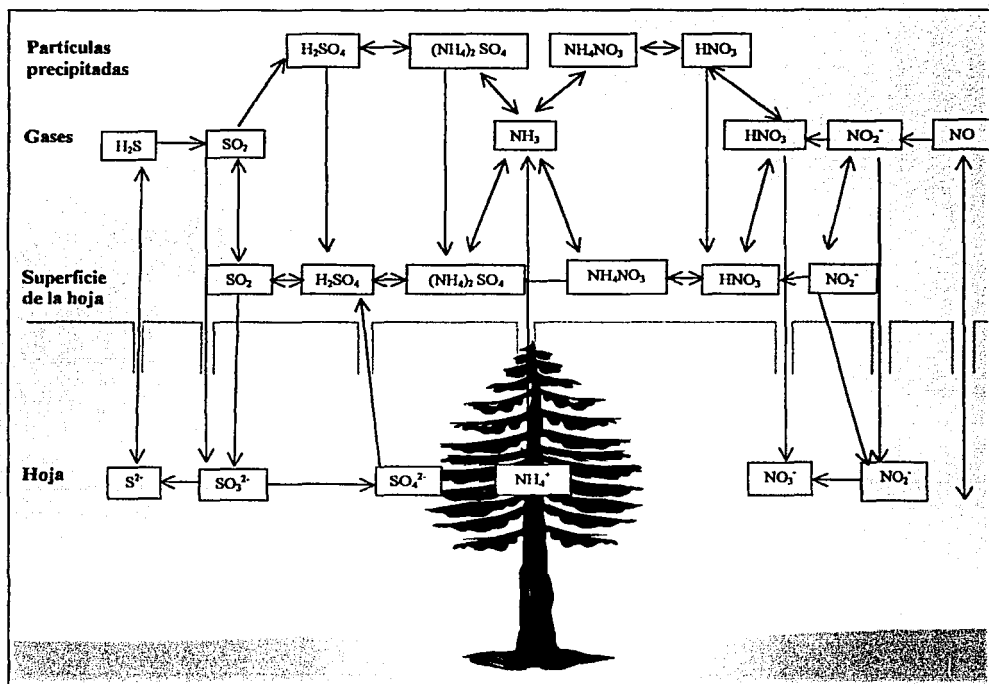 Partículas
precipitadas
H₂SO₄ (NH₄)₂ SO₄ NH₄NO₃ HNO₃
Gases
H₂S SO₂ NH₃ HNO₃ NO₂⁻ NO
Superficie
de la hoja
SO₂ H₂SO₄ (NH₄)₂ SO₄ NH₄NO₃ HNO₃ NO₂⁻
Hoja
S²⁻ SO₃²⁻ SO₄²⁻ NH₄⁺ NO₃⁻ NO₂⁻